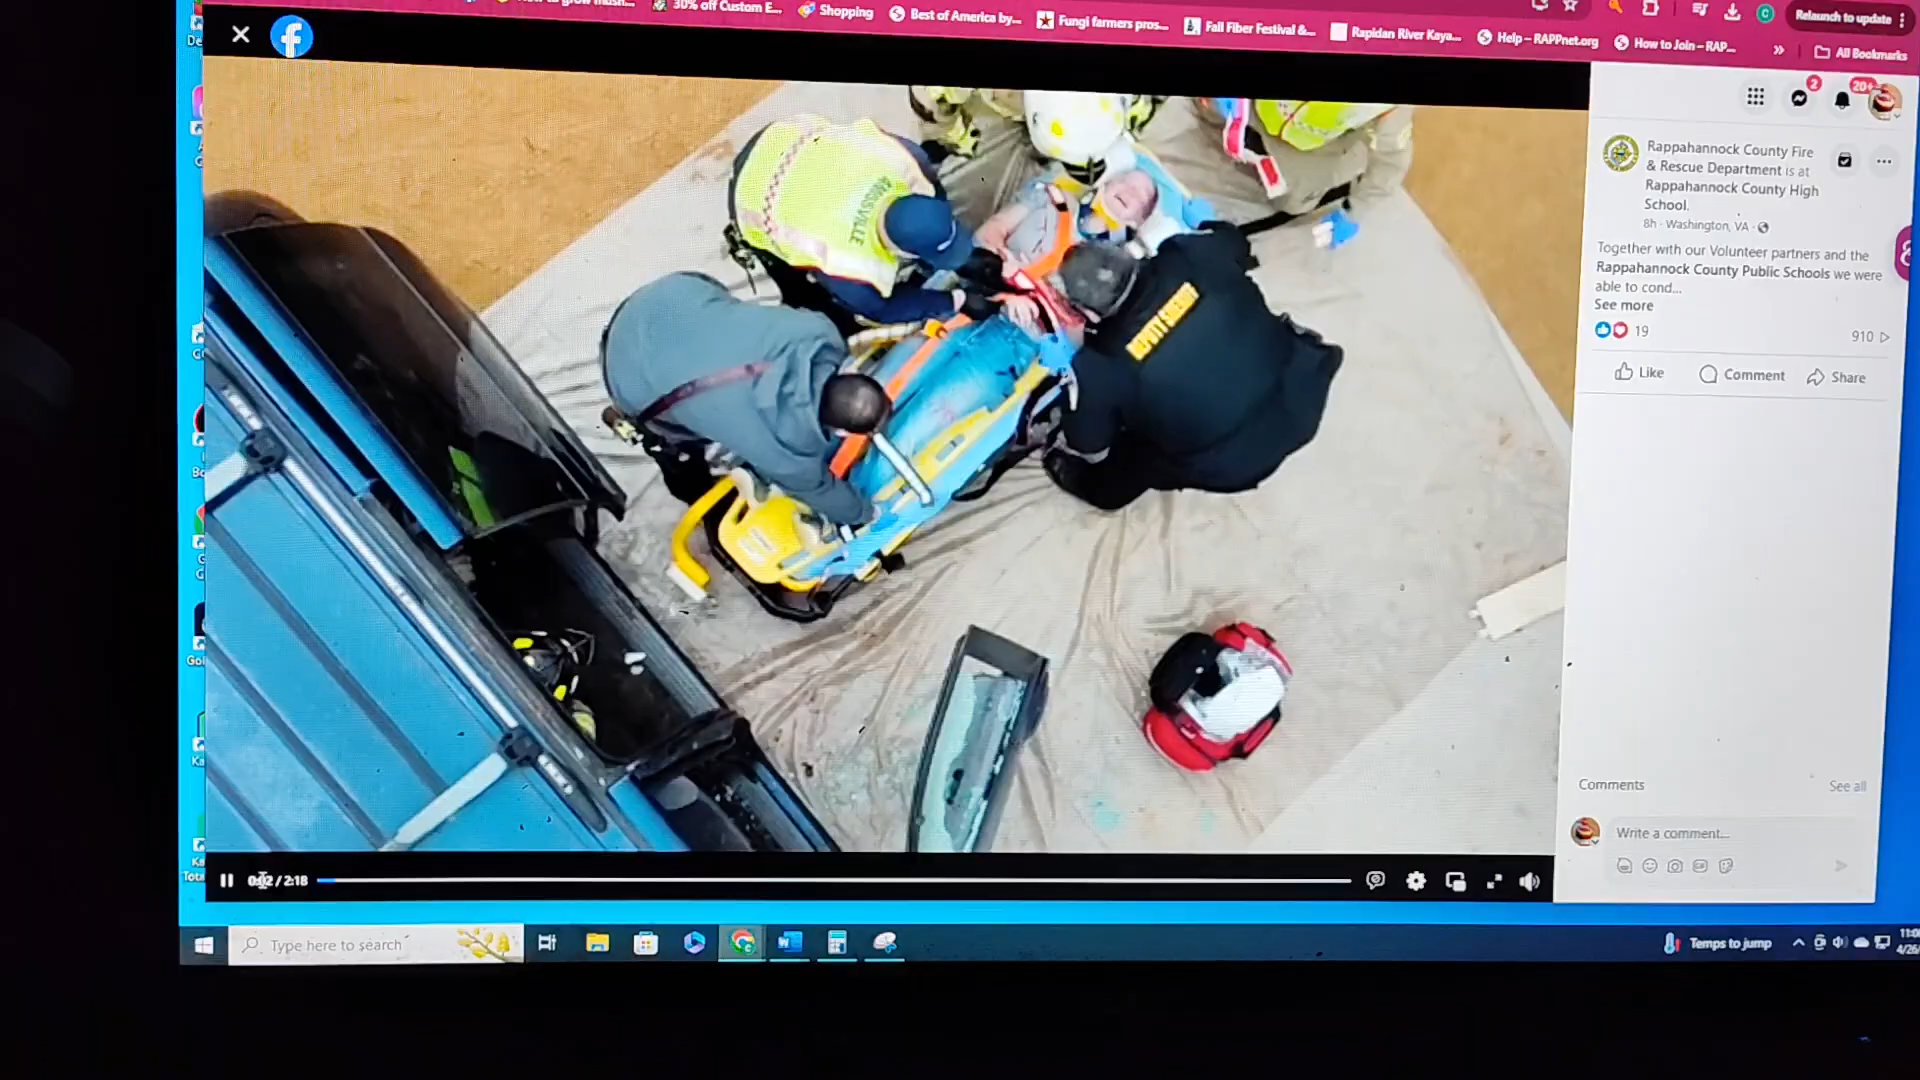 30% off Custom E...
Shopping
Best of America by...
Fungi farmers pros...
Fall Fiber Festival &...
Rapidan River Kaya...
Help – RAPPnet.org
How to Join – RAP...
»
All Bookmarks
Relaunch to update
2
20+
Rappahannock County Fire
& Rescue Department is at
Rappahannock County High
School.
8h · Washington, VA ·
Together with our Volunteer partners and the
Rappahannock County Public Schools we were
able to cond...
See more
19
910
Like
Comment
Share
DEPUTY SHERIFF
Comments
See all
Write a comment...
0:02 / 2:18
Type here to search
Temps to jump